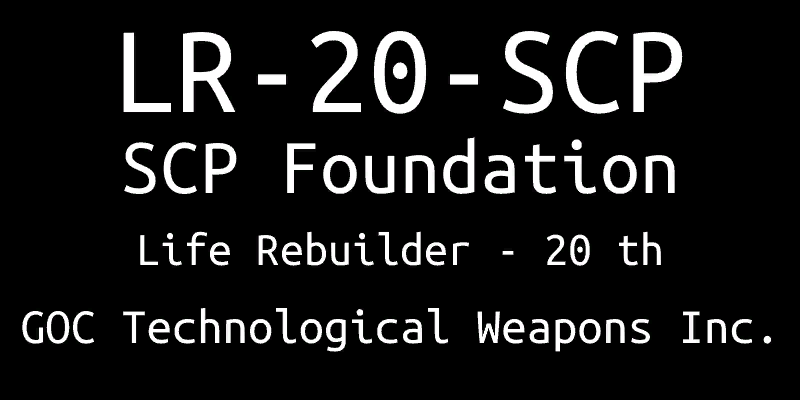 LR-20-SCP
SCP Foundation
Life Rebuilder - 20 th
GOC Technological Weapons Inc.